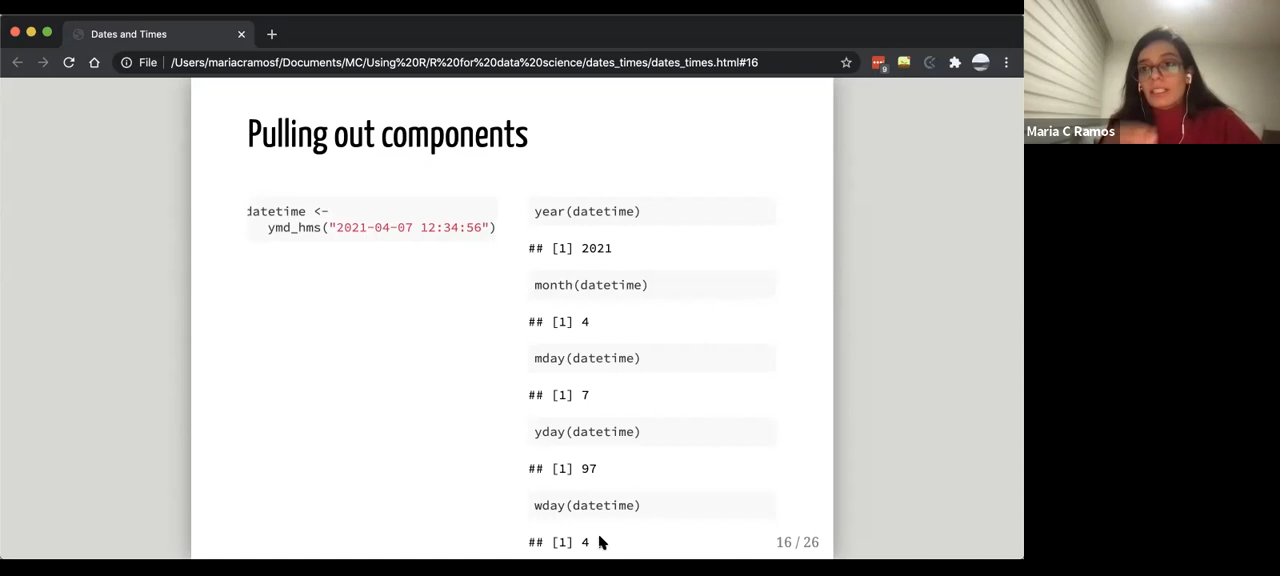 Dates and Times
File /Users/mariacramosf/Documents/MC/Using%20R/R%20for%20data%20science/dates_times/dates_times.html#16
9
Maria C Ramos
Pulling out components
datetime <-
ymd_hms("2021-04-07 12:34:56")
year(datetime)
## [1] 2021
month(datetime)
## [1] 4
mday(datetime)
## [1] 7
yday(datetime)
## [1] 97
wday(datetime)
## [1] 4
16 / 26